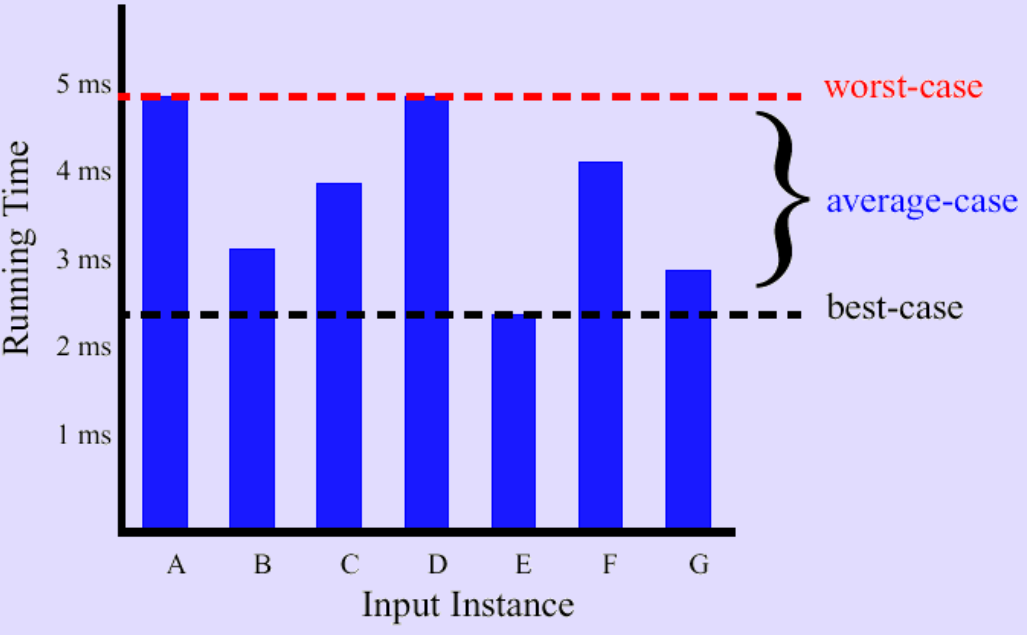 5 ms
4 ms
3 ms
2 ms
1 ms
Running Time
worst-case
average-case
best-case
A B C D E F G
Input Instance